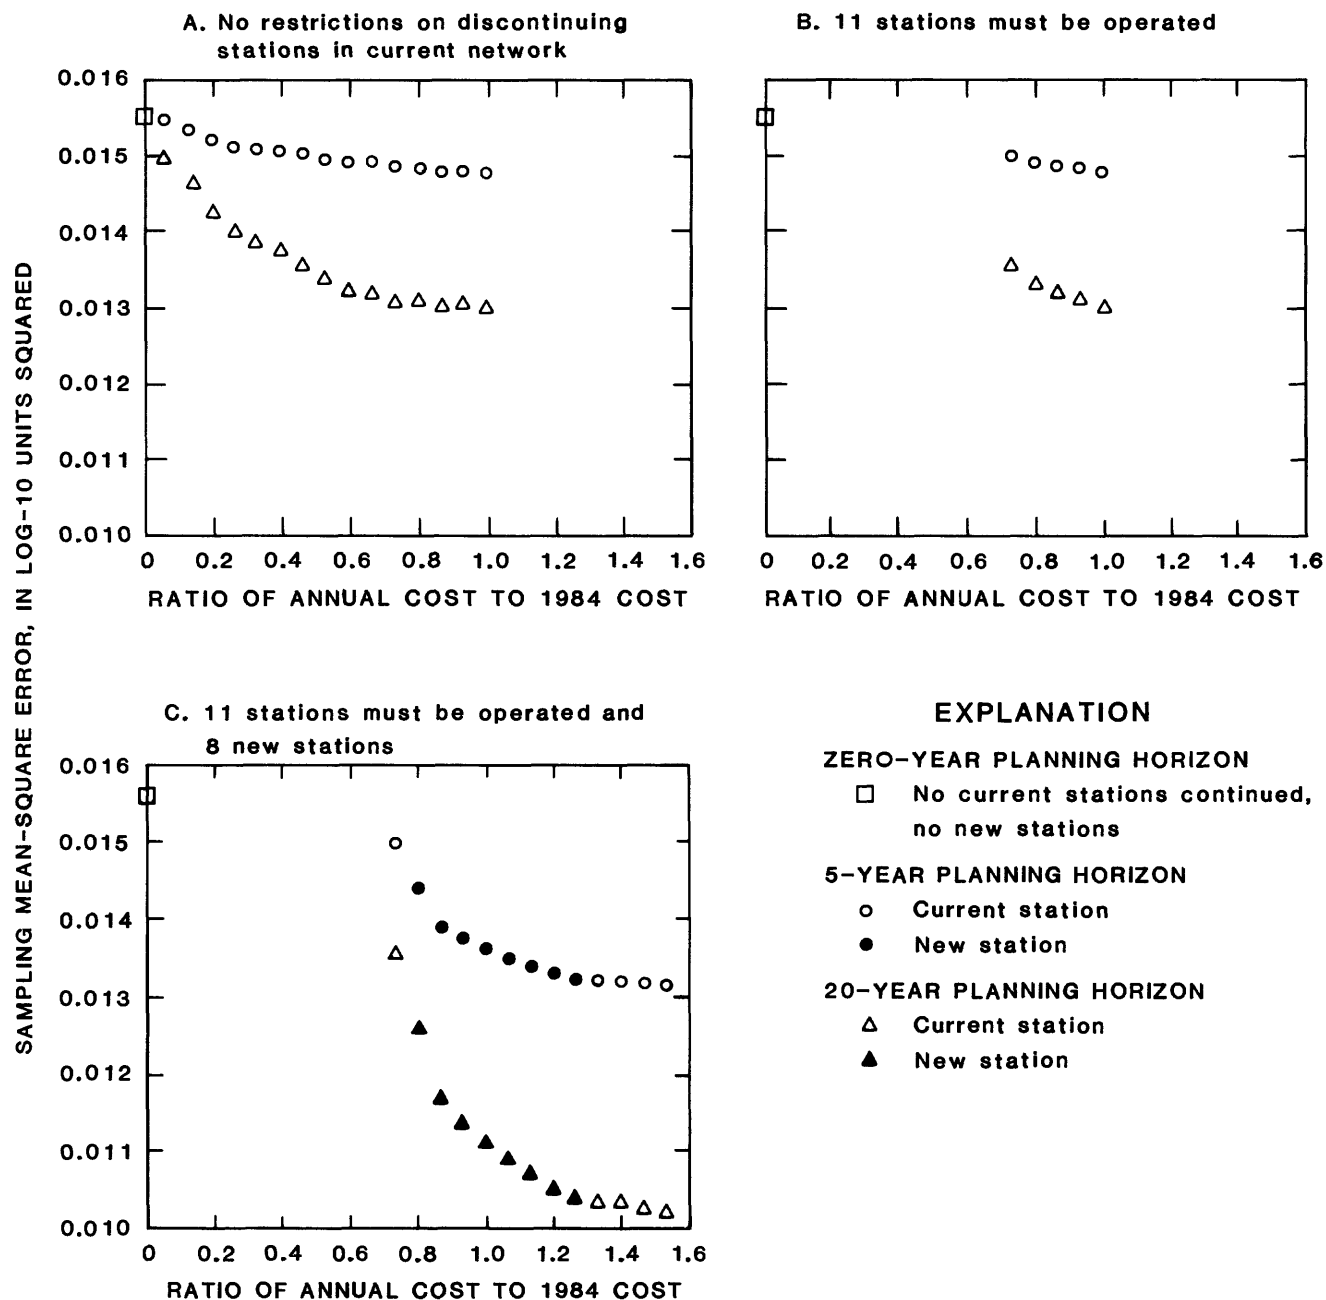 A. No restrictions on discontinuing
stations in current network
0.016
0.015
0.014
0.013
0.012
0.011
0.010
0 0.2 0.4 0.6 0.8 1.0 1.2 1.4 1.6
RATIO OF ANNUAL COST TO 1984 COST
B. 11 stations must be operated
0 0.2 0.4 0.6 0.8 1.0 1.2 1.4 1.6
RATIO OF ANNUAL COST TO 1984 COST
SAMPLING MEAN-SQUARE ERROR, IN LOG-10 UNITS SQUARED
C. 11 stations must be operated and
8 new stations
0.016
0.015
0.014
0.013
0.012
0.011
0.010
0 0.2 0.4 0.6 0.8 1.0 1.2 1.4 1.6
RATIO OF ANNUAL COST TO 1984 COST
EXPLANATION
ZERO-YEAR PLANNING HORIZON
No current stations continued,
no new stations
5-YEAR PLANNING HORIZON
Current station
New station
20-YEAR PLANNING HORIZON
Current station
New station